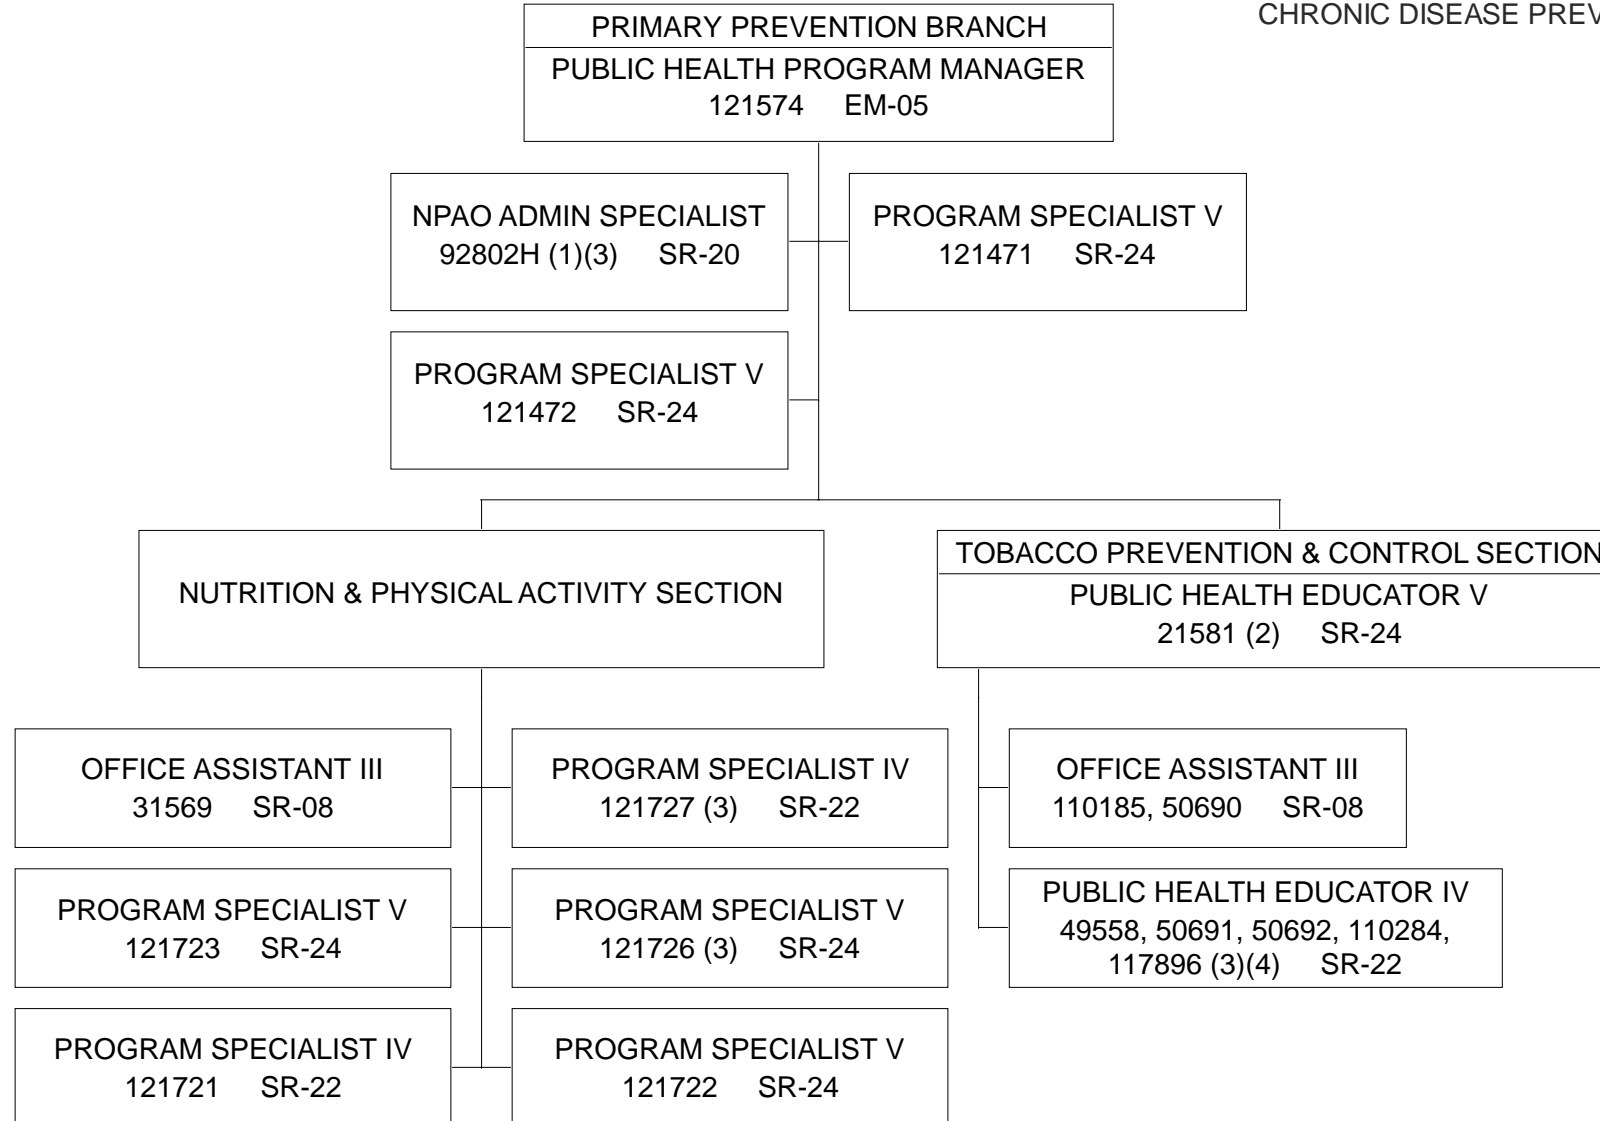 CHRONIC DISEASE PREV
PRIMARY PREVENTION BRANCH
PUBLIC HEALTH PROGRAM MANAGER
121574 EM-05
NPAO ADMIN SPECIALIST
92802H (1)(3) SR-20
PROGRAM SPECIALIST V
121471 SR-24
PROGRAM SPECIALIST V
121472 SR-24
NUTRITION & PHYSICAL ACTIVITY SECTION
TOBACCO PREVENTION & CONTROL SECTION
PUBLIC HEALTH EDUCATOR V
21581 (2) SR-24
OFFICE ASSISTANT III
31569 SR-08
PROGRAM SPECIALIST IV
121727 (3) SR-22
OFFICE ASSISTANT III
110185, 50690 SR-08
PROGRAM SPECIALIST V
121723 SR-24
PROGRAM SPECIALIST V
121726 (3) SR-24
PUBLIC HEALTH EDUCATOR IV
49558, 50691, 50692, 110284,
117896 (3)(4) SR-22
PROGRAM SPECIALIST IV
121721 SR-22
PROGRAM SPECIALIST V
121722 SR-24